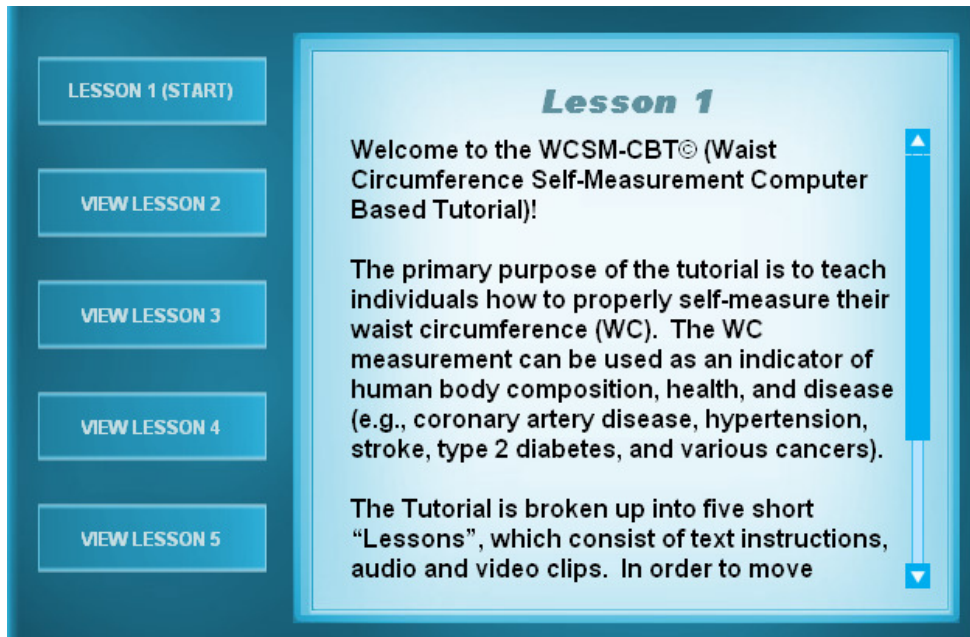 LESSON 1 (START)
VIEW LESSON 2
VIEW LESSON 3
VIEW LESSON 4
VIEW LESSON 5
Lesson 1
Welcome to the WCSM-CBT© (Waist
Circumference Self-Measurement Computer
Based Tutorial)!
The primary purpose of the tutorial is to teach
individuals how to properly self-measure their
waist circumference (WC).  The WC
measurement can be used as an indicator of
human body composition, health, and disease
(e.g., coronary artery disease, hypertension,
stroke, type 2 diabetes, and various cancers).
The Tutorial is broken up into five short
“Lessons”, which consist of text instructions,
audio and video clips.  In order to move